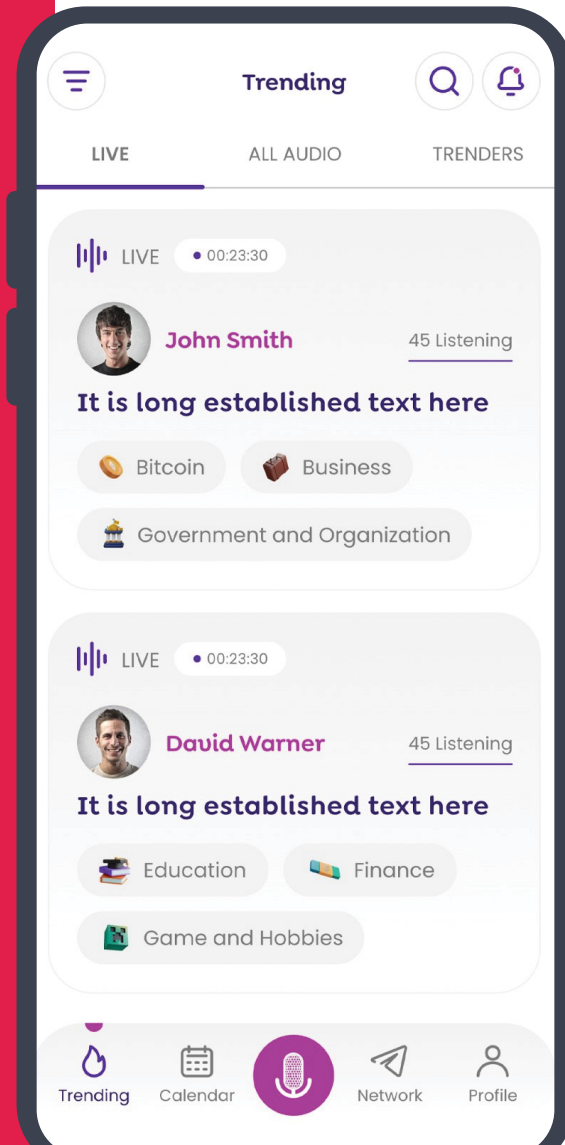 Trending
LIVE ALL AUDIO TRENDERS
LIVE 00:23:30
John Smith 45 Listening
It is long established text here
Bitcoin Business
Government and Organization
LIVE 00:23:30
David Warner 45 Listening
It is long established text here
Education Finance
Game and Hobbies
Trending Calendar Network Profile